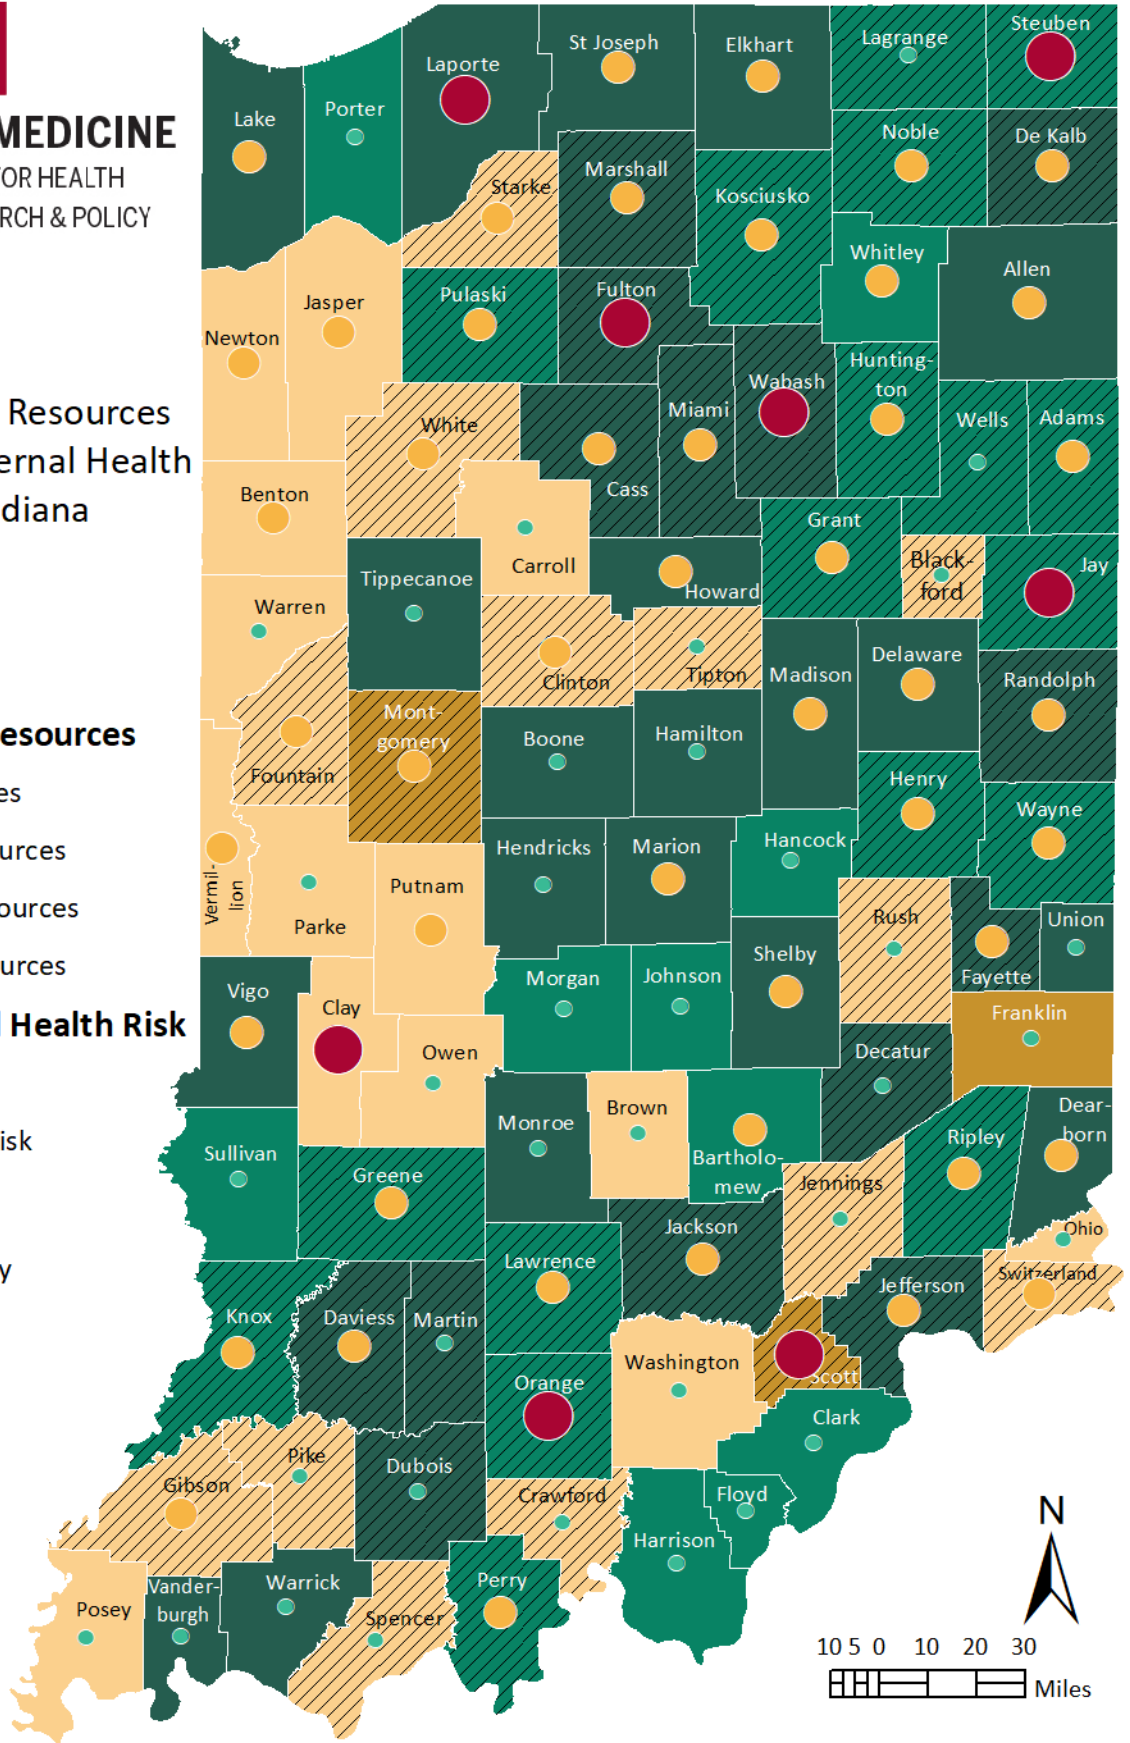 MEDICINE
FOR HEALTH
RCH & POLICY
Resources
ernal Health
diana
esources
es
urces
ources
urces
Health Risk
isk
y
Steuben
Lagrange
St Joseph
Elkhart
Laporte
Porter
Lake
Noble
De Kalb
Marshall
Starke
Kosciusko
Whitley
Allen
Fulton
Pulaski
Jasper
Newton
Hunting-
ton
Wabash
Miami
White
Wells
Adams
Cass
Benton
Grant
Carroll
Black-
ford
Jay
Tippecanoe
Howard
Warren
Clinton
Tipton
Madison
Delaware
Randolph
Mont-
gomery
Boone
Hamilton
Fountain
Henry
Wayne
Hendricks
Marion
Hancock
Vermil-
lion
Putnam
Parke
Rush
Union
Fayette
Shelby
Morgan
Johnson
Vigo
Clay
Franklin
Owen
Decatur
Monroe
Brown
Dear-
born
Ripley
Bartholo-
mew
Sullivan
Greene
Jennings
Jackson
Ohio
Lawrence
Switzerland
Jefferson
Knox
Daviess
Martin
Washington
Scott
Orange
Clark
Pike
Dubois
Gibson
Crawford
Floyd
Harrison
Perry
Warrick
Vander-
burgh
Posey
Spencer
N
10 5 0 10 20 30
Miles